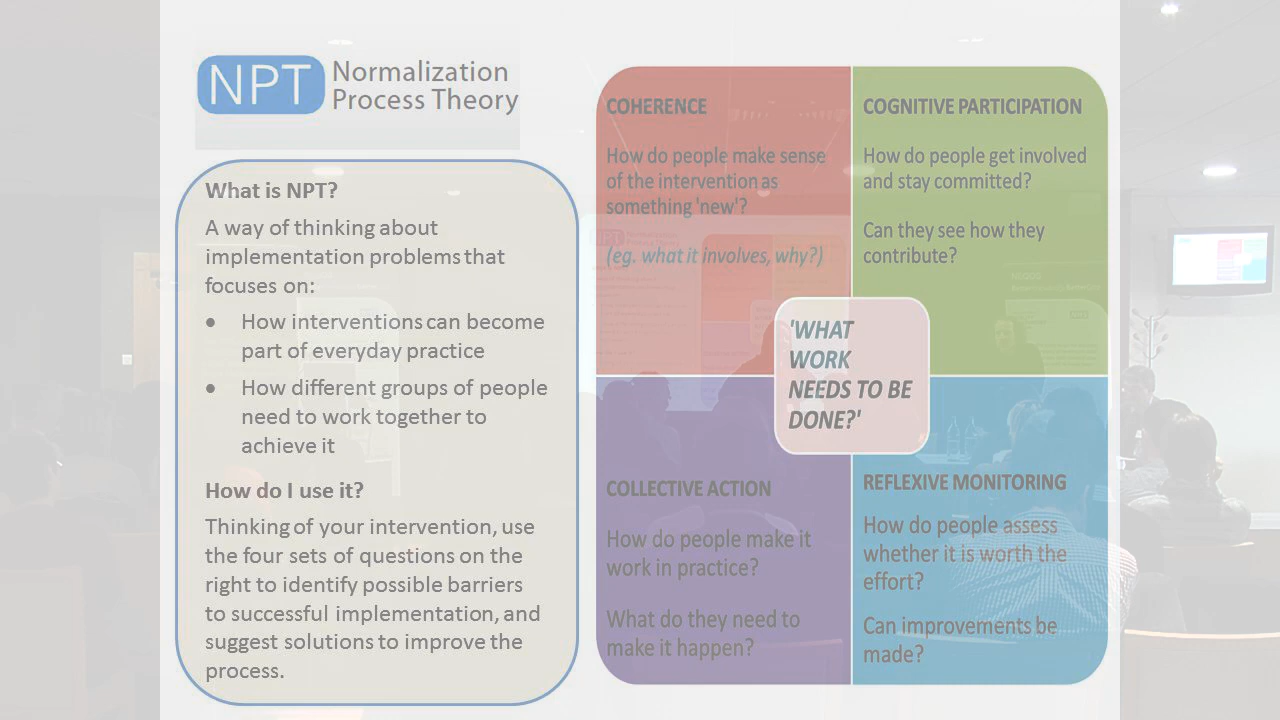 NPT
Normalization
Process Theory
What is NPT?
A way of thinking about
implementation problems that
focuses on:
• How interventions can become
part of everyday practice
• How different groups of people
need to work together to
achieve it
How do I use it?
Thinking of your intervention, use
the four sets of questions on the
right to identify possible barriers
to successful implementation, and
suggest solutions to improve the
process.
COHERENCE
How do people make sense
of the intervention as
something 'new'?
(eg. what it involves, why?)
COGNITIVE PARTICIPATION
How do people get involved
and stay committed?
Can they see how they
contribute?
'WHAT
WORK
NEEDS TO BE
DONE?'
COLLECTIVE ACTION
How do people make it
work in practice?
What do they need to
make it happen?
REFLEXIVE MONITORING
How do people assess
whether it is worth the
effort?
Can improvements be
made?